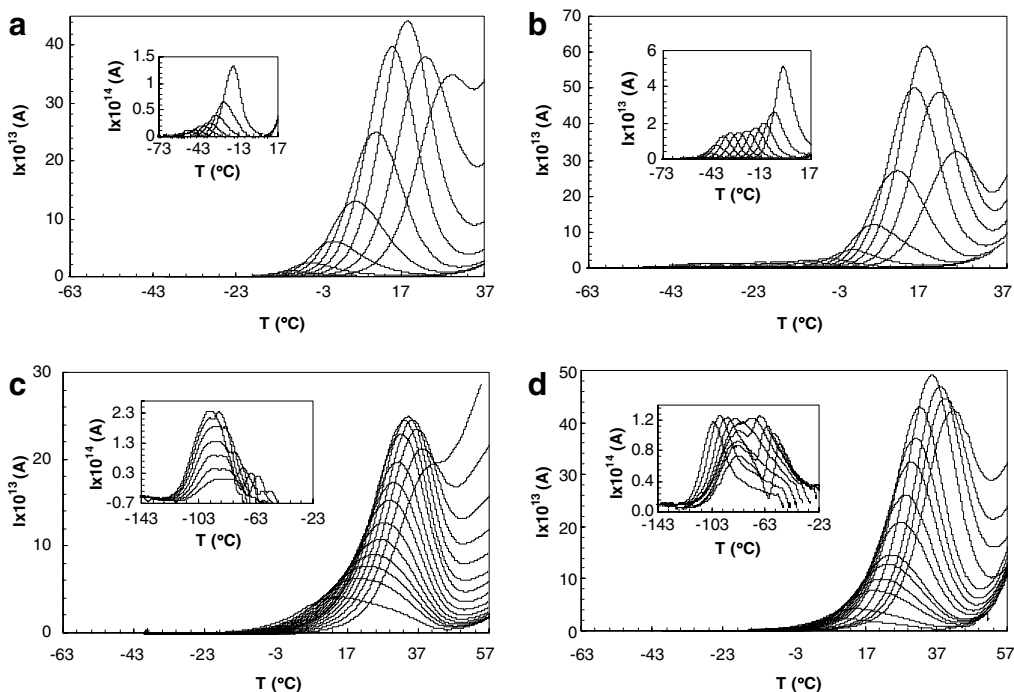 a
Ix10¹³ (A)
40
30
20
10
0
-63 -43 -23 -3 17 37
T (°C)
Ix10¹⁴ (A)
1.5
1
0.5
0
-73 -43 -13 17
T (°C)
b
Ix10¹³ (A)
70
60
50
40
30
20
10
0
-63 -43 -23 -3 17 37
T (°C)
Ix10¹³ (A)
6
4
2
0
-73 -43 -13 17
T (°C)
c
Ix10¹³ (A)
30
20
10
0
-63 -43 -23 -3 17 37 57
T (°C)
Ix10¹⁴ (A)
2.3
1.3
0.3
-0.7
-143 -103 -63 -23
T (°C)
d
Ix10¹³ (A)
50
40
30
20
10
0
-63 -43 -23 -3 17 37 57
T (°C)
Ix10¹⁴ (A)
1.2
0.8
0.4
0.0
-143 -103 -63 -23
T (°C)